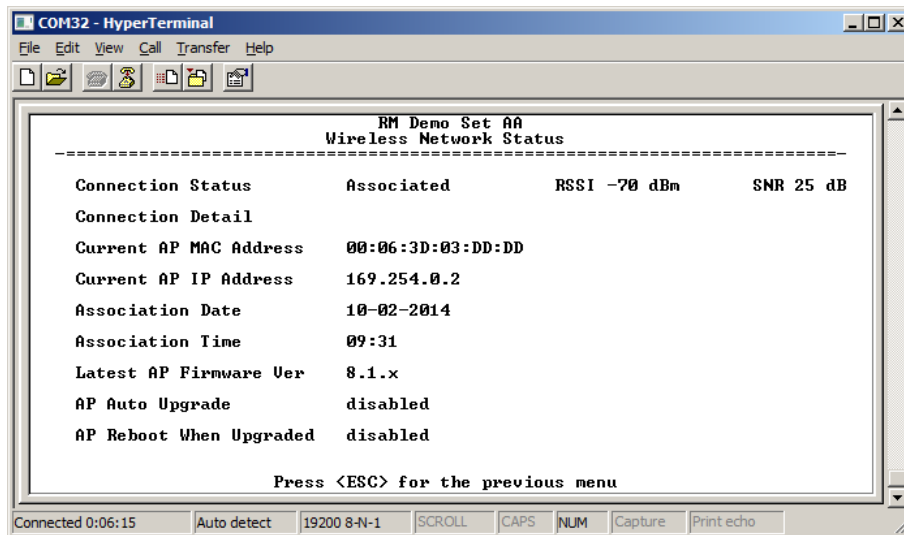 COM32 - HyperTerminal
File Edit View Call Transfer Help
RM Demo Set AA
Wireless Network Status
-==========================================================================-
Connection Status Associated RSSI -70 dBm SNR 25 dB
Connection Detail
Current AP MAC Address 00:06:3D:03:DD:DD
Current AP IP Address 169.254.0.2
Association Date 10-02-2014
Association Time 09:31
Latest AP Firmware Ver 8.1.x
AP Auto Upgrade disabled
AP Reboot When Upgraded disabled
Press <ESC> for the previous menu
Connected 0:06:15 Auto detect 19200 8-N-1 SCROLL CAPS NUM Capture Print echo